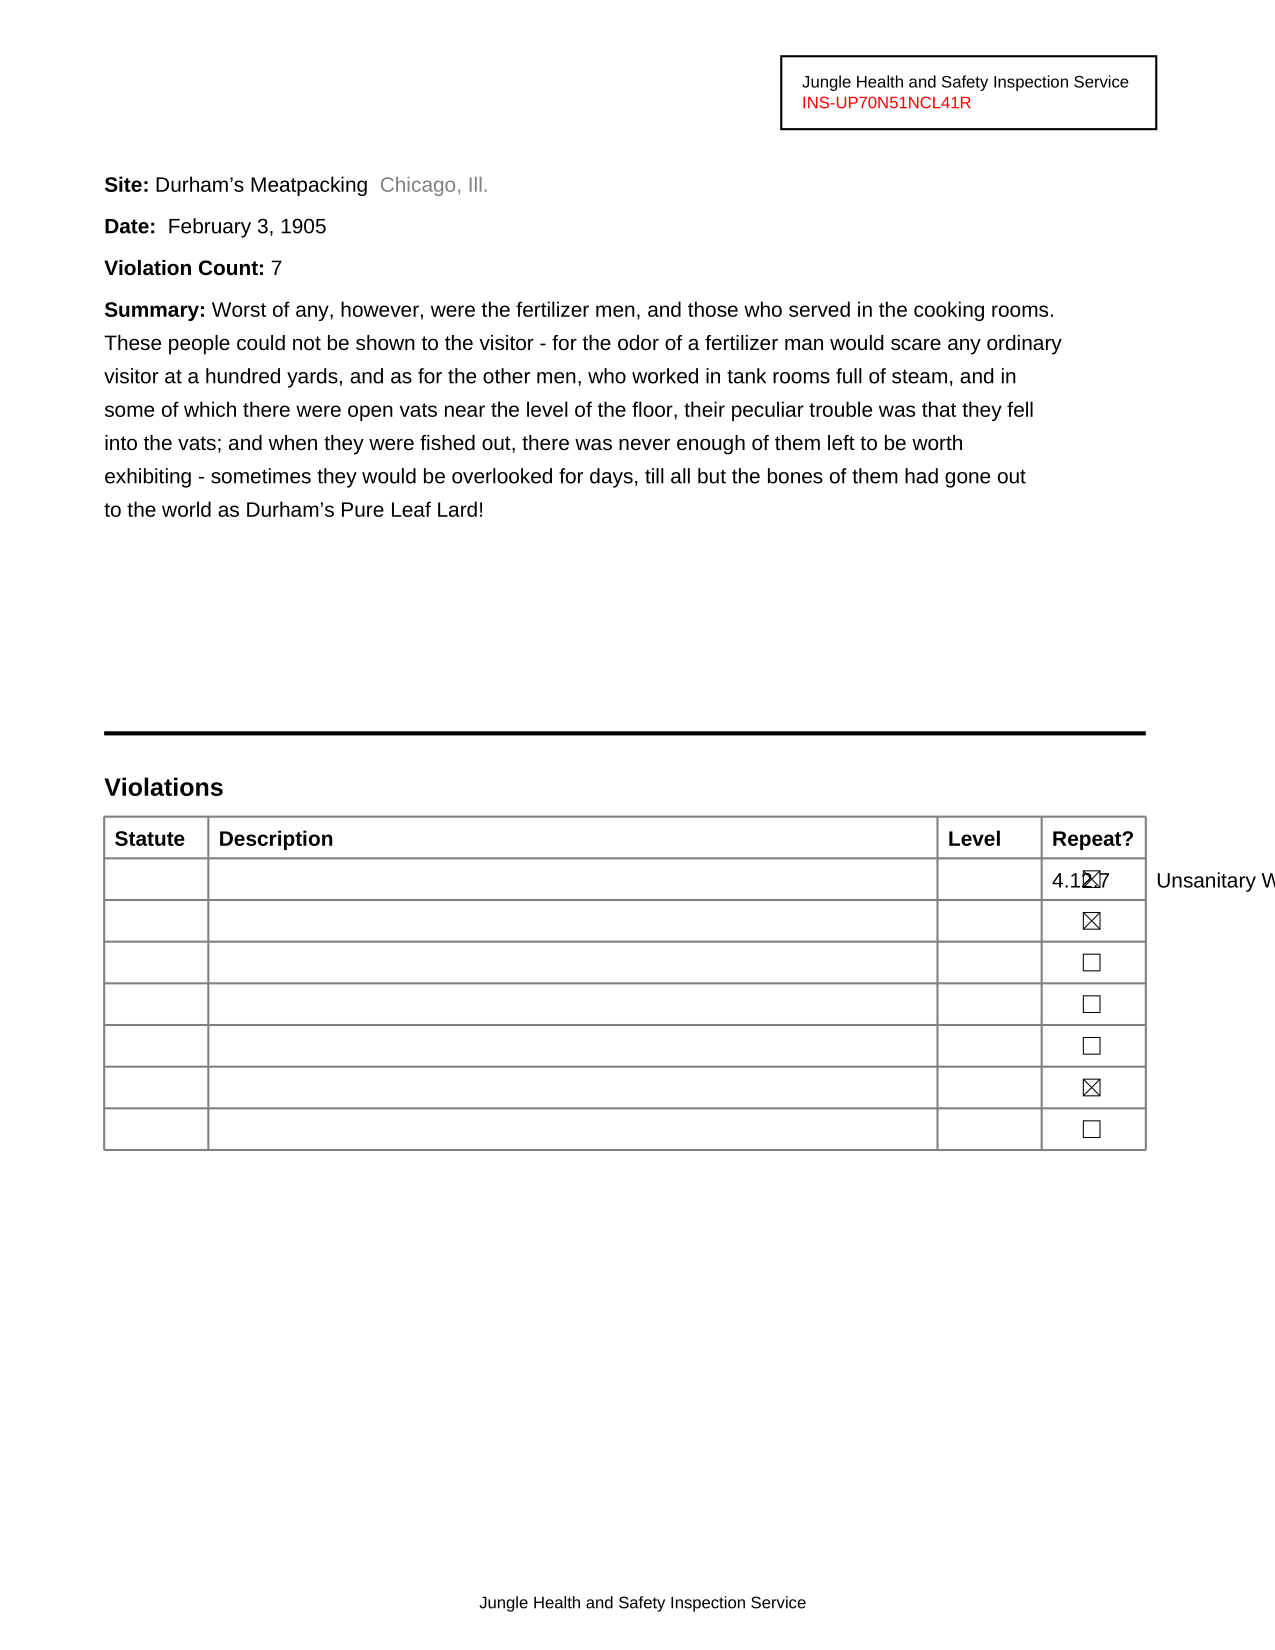 Jungle Health and Safety Inspection Service
INS-UP70N51NCL41R
Site: Durham’s Meatpacking Chicago, Ill.
Date: February 3, 1905
Violation Count: 7
Summary: Worst of any, however, were the fertilizer men, and those who served in the cooking rooms.
These people could not be shown to the visitor - for the odor of a fertilizer man would scare any ordinary
visitor at a hundred yards, and as for the other men, who worked in tank rooms full of steam, and in
some of which there were open vats near the level of the floor, their peculiar trouble was that they fell
into the vats; and when they were fished out, there was never enough of them left to be worth
exhibiting - sometimes they would be overlooked for days, till all but the bones of them had gone out
to the world as Durham’s Pure Leaf Lard!
Violations
Statute Description Level Repeat?
4.12.7 Unsanitary
Jungle Health and Safety Inspection Service